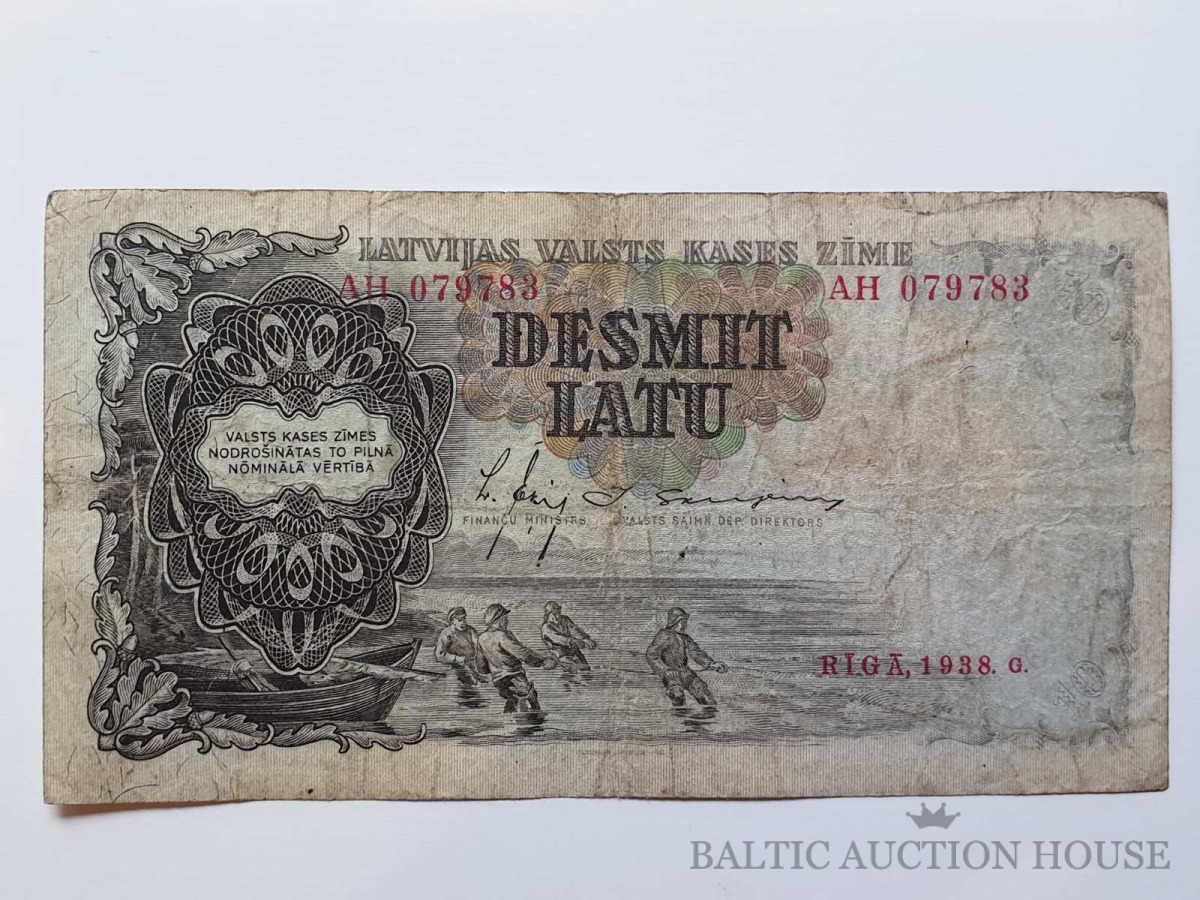 LATVIJAS VALSTS KASES ZĪME
AH 079783 AH 079783
DESMIT
LATU
VALSTS KASES ZĪMES
NODROŠINĀTAS TO PILNĀ
NŌMINĀLĀ VĒRTĪBĀ
FINANČU MINISTRS VALSTS SAIMN. DEP. DIREKTORS
RĪGĀ, 1938. G.
BALTIC AUCTION HOUSE